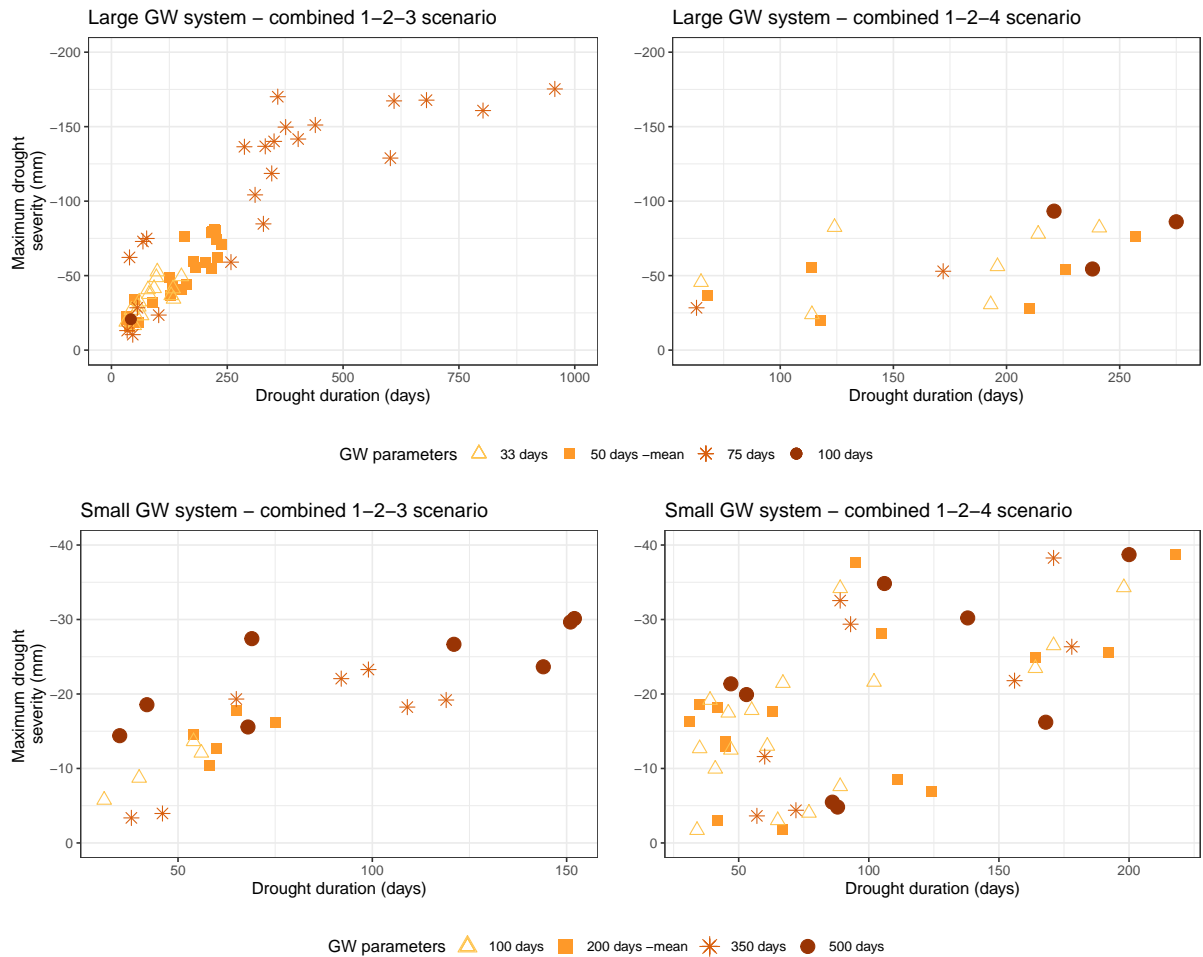 Large GW system − combined 1−2−3 scenario
Large GW system − combined 1−2−4 scenario
−200
−150
−100
−50
0
Maximum drought
severity (mm)
0
250
500
750
1000
Drought duration (days)
−200
−150
−100
−50
0
100
150
200
250
Drought duration (days)
GW parameters 33 days 50 days −mean 75 days 100 days
Small GW system − combined 1−2−3 scenario
Small GW system − combined 1−2−4 scenario
−40
−30
−20
−10
0
Maximum drought
severity (mm)
50
100
150
Drought duration (days)
−40
−30
−20
−10
0
50
100
150
200
Drought duration (days)
GW parameters 100 days 200 days −mean 350 days 500 days